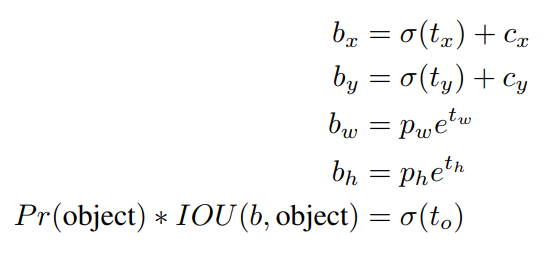 b_x = σ(t_x) + c_x
b_y = σ(t_y) + c_y
b_w = p_w e^{t_w}
b_h = p_h e^{t_h}
Pr(object) ∗ IOU(b, object) = σ(t_o)